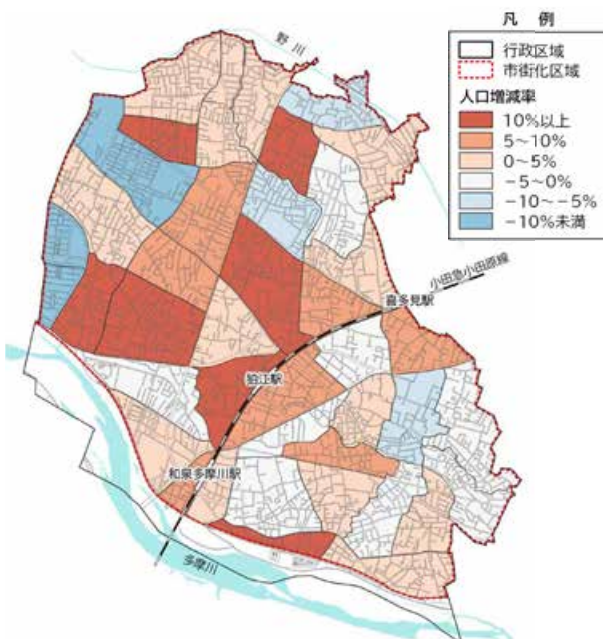 凡 例
行政区域
市街化区域
人口増減率
10%以上
5～10%
0～5%
－5～0%
－10～－5%
－10%未満
野川
小田急小田原線
喜多見駅
狛江駅
和泉多摩川駅
多摩川